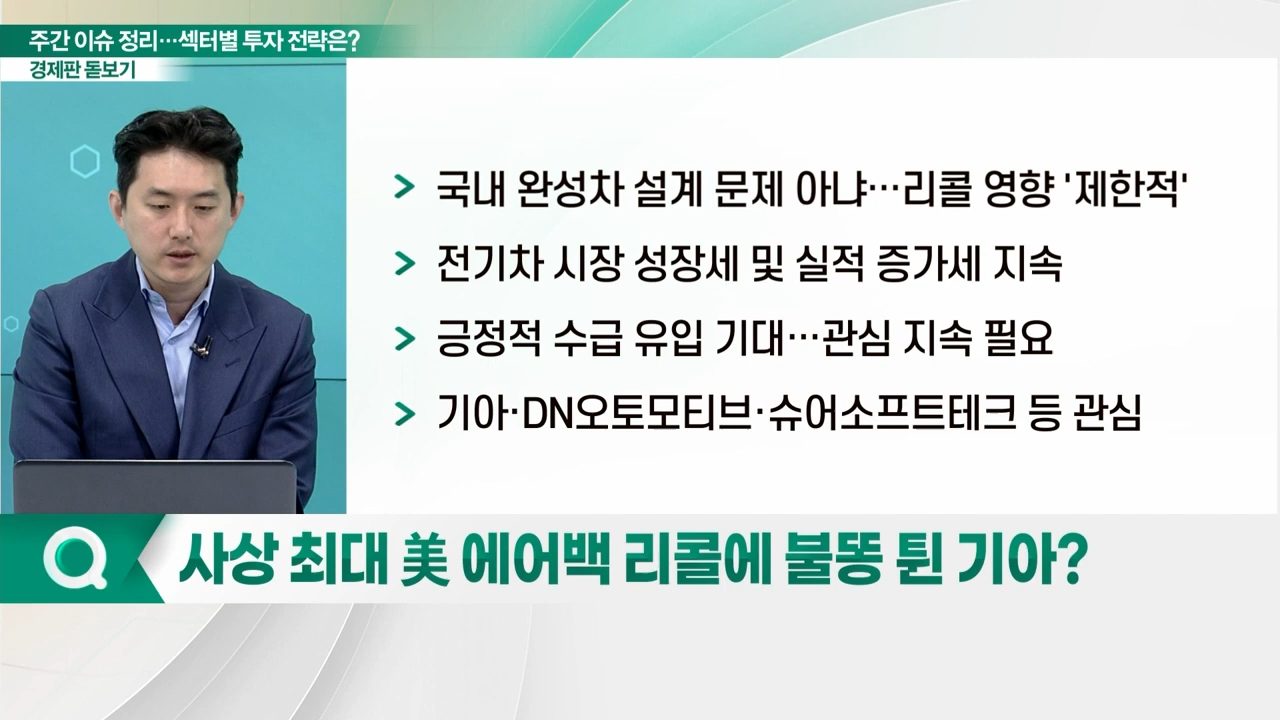 주간 이슈 정리…섹터별 투자 전략은?
경제판 돋보기
> 국내 완성차 설계 문제 아냐…리콜 영향 '제한적'
> 전기차 시장 성장세 및 실적 증가세 지속
> 긍정적 수급 유입 기대…관심 지속 필요
> 기아·DN오토모티브·슈어소프트테크 등 관심
Q 사상 최대 美 에어백 리콜에 불똥 튄 기아?